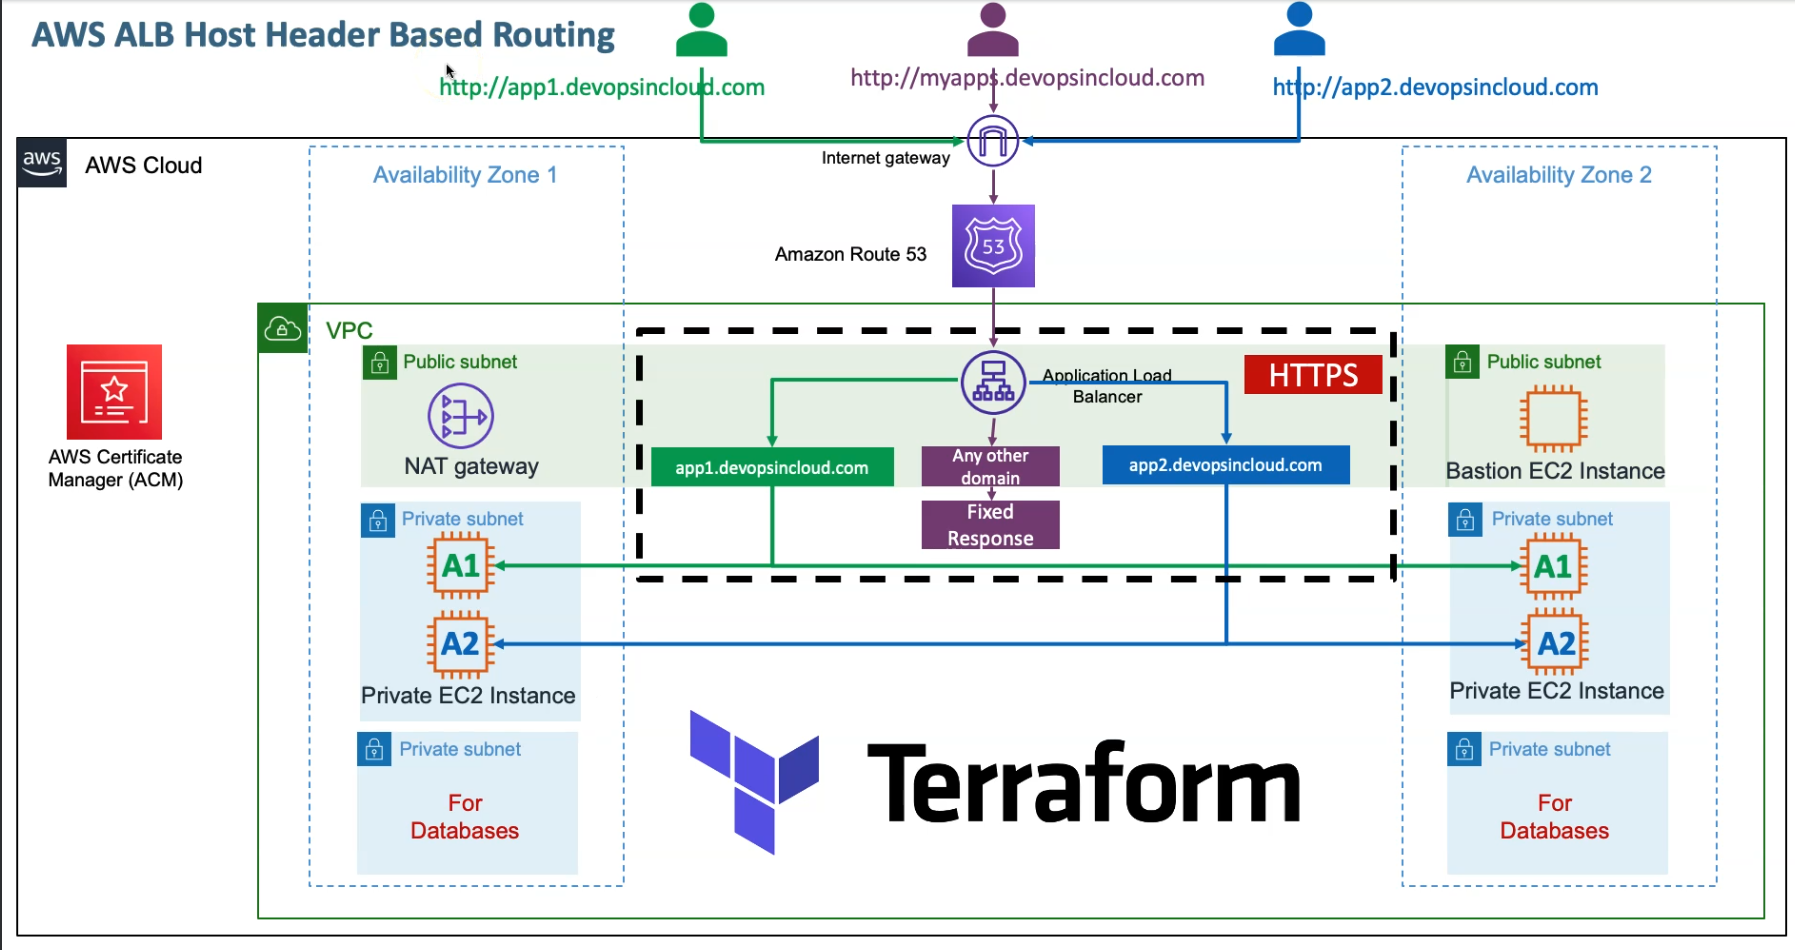 AWS ALB Host Header Based Routing
http://app1.devopsincloud.com
http://myapps.devopsincloud.com
http://app2.devopsincloud.com
aws
AWS Cloud
Availability Zone 1
Internet gateway
Availability Zone 2
53
Amazon Route 53
VPC
Public subnet
NAT gateway
Application Load
Balancer
HTTPS
Public subnet
Bastion EC2 Instance
AWS Certificate
Manager (ACM)
app1.devopsincloud.com
Any other
domain
app2.devopsincloud.com
Fixed
Response
Private subnet
A1
A2
Private EC2 Instance
Private subnet
A1
A2
Private EC2 Instance
Private subnet
For
Databases
Terraform
Private subnet
For
Databases